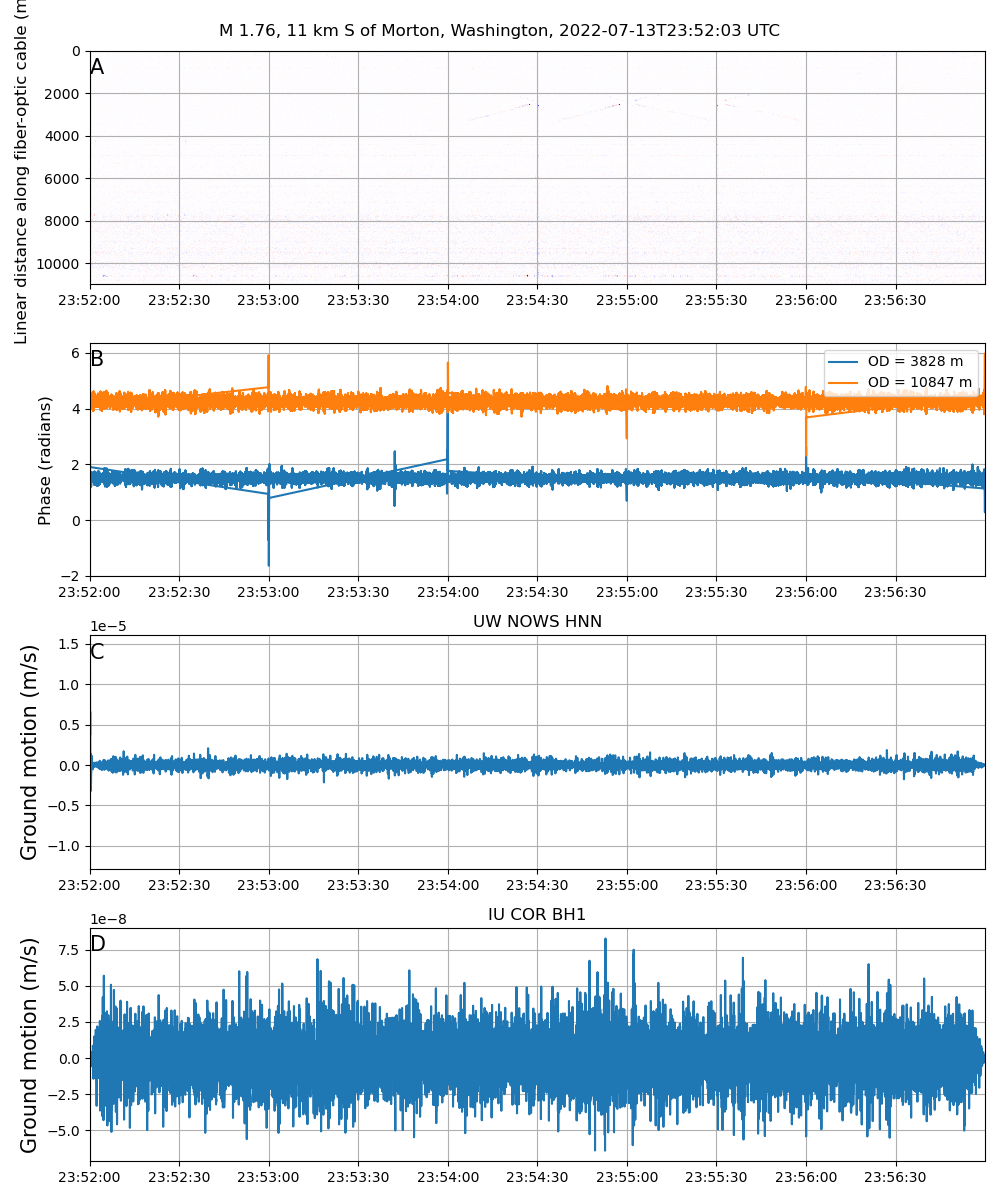 M 1.76, 11 km S of Morton, Washington, 2022-07-13T23:52:03 UTC
A
Linear distance along fiber-optic cable (m
0
2000
4000
6000
8000
10000
23:52:00 23:52:30 23:53:00 23:53:30 23:54:00 23:54:30 23:55:00 23:55:30 23:56:00 23:56:30
B
Phase (radians)
6
4
2
0
−2
OD = 3828 m
OD = 10847 m
23:52:00 23:52:30 23:53:00 23:53:30 23:54:00 23:54:30 23:55:00 23:55:30 23:56:00 23:56:30
UW NOWS HNN
1e−5
C
Ground motion (m/s)
1.5
1.0
0.5
0.0
−0.5
−1.0
23:52:00 23:52:30 23:53:00 23:53:30 23:54:00 23:54:30 23:55:00 23:55:30 23:56:00 23:56:30
IU COR BH1
1e−8
D
Ground motion (m/s)
7.5
5.0
2.5
0.0
−2.5
−5.0
23:52:00 23:52:30 23:53:00 23:53:30 23:54:00 23:54:30 23:55:00 23:55:30 23:56:00 23:56:30